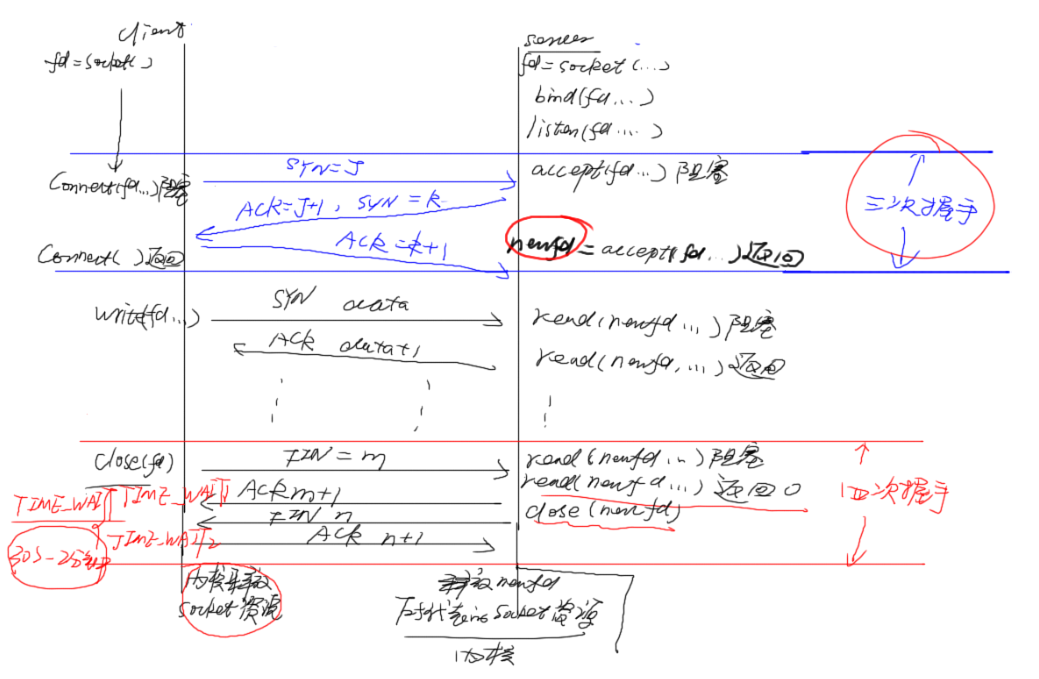 client
server
fd=socket()
fd=socket(...)
bind(fd...)
listen(fd....)
SYN=J
accept(fd...)阻塞
Connect(fd...)阻塞
ACK=J+1, SYN=k
三次握手
ACK=k+1
newfd=accept(fd...)返回
Connect( )返回
SYN data
write(fd...)
read(newfd...)阻塞
ACK data+1
read(newfd,...)返回
close(fd)
FIN=m
read(newfd..)阻塞
read(newfd...)返回0
ACK m+1
四次握手
TIME_WAIT
TIME_WAIT1
FIN n
close(newfd)
TIME_WAIT2
ACK n+1
30S-2分钟
内核释放
socket资源
释放newfd
socket资源
内核